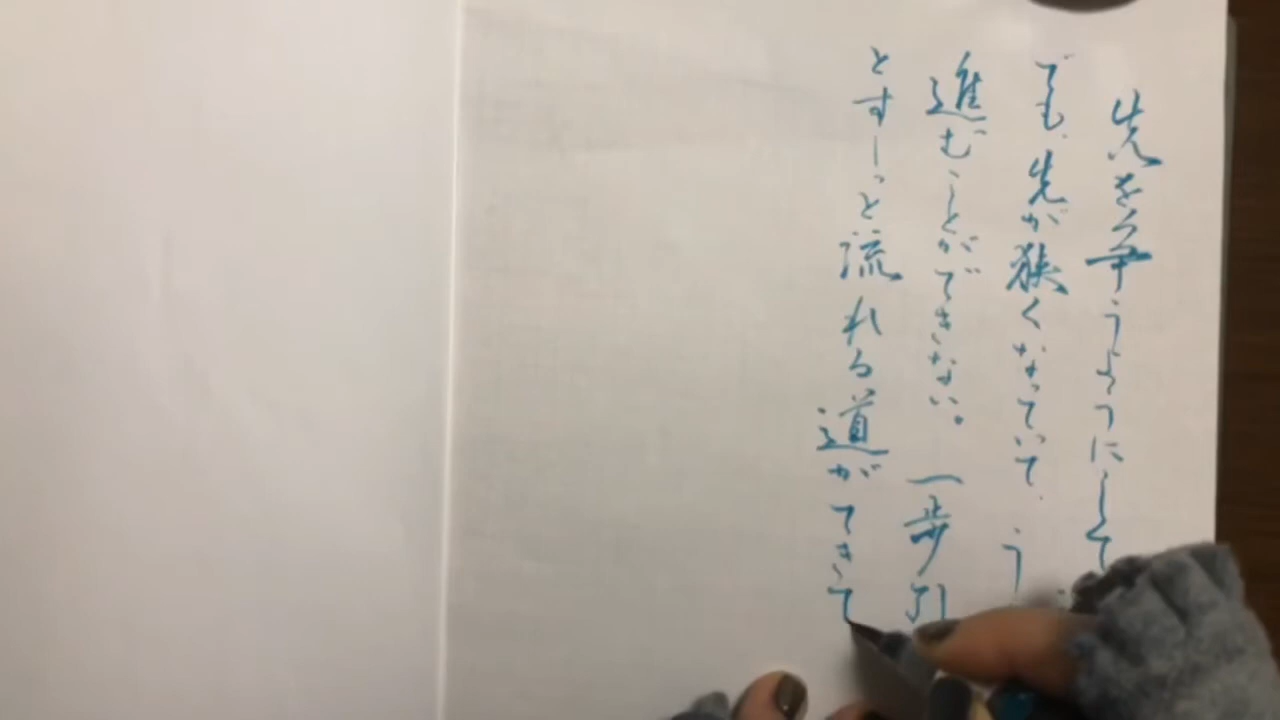 先を争うようにして
でも、先が狭くなっていて、う
進むことができない。一歩引
とすーっと流れる道ができて